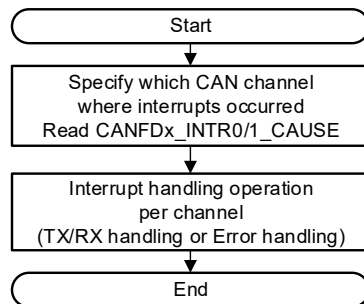 Start
Specify which CAN channel
where interrupts occurred
Read CANFDx_INTR0/1_CAUSE
Interrupt handling operation
per channel
(TX/RX handling or Error handling)
End